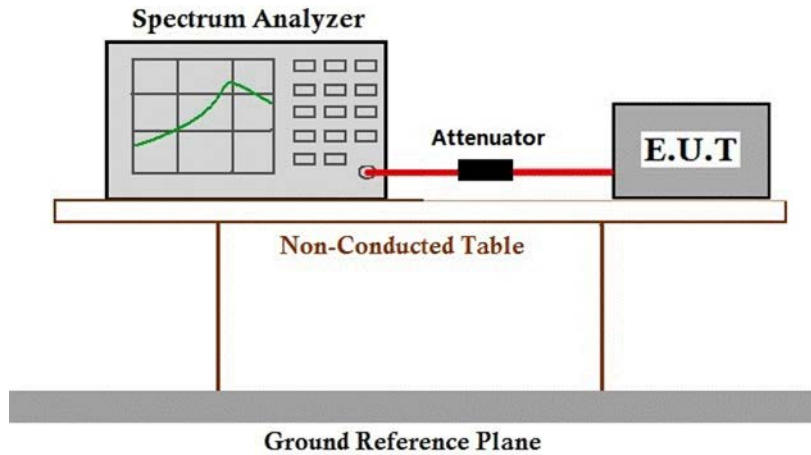 Spectrum Analyzer
Attenuator
E.U.T
Non-Conducted Table
Ground Reference Plane